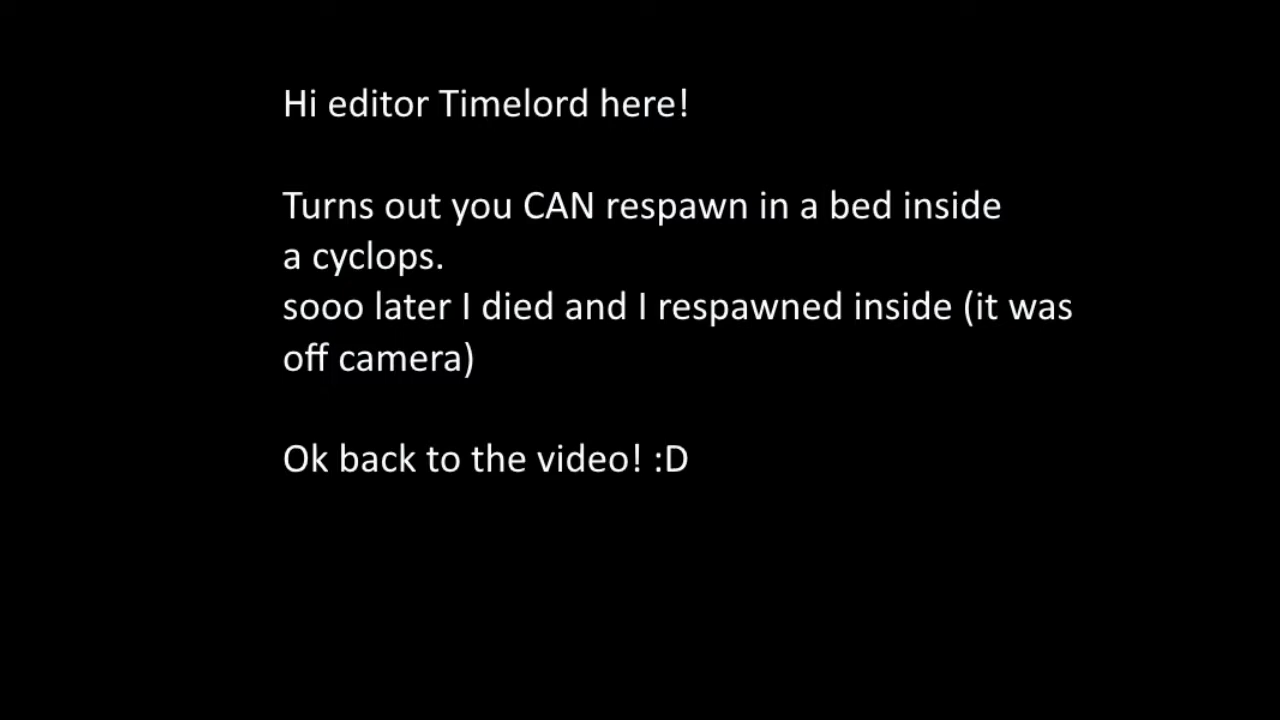 Hi editor Timelord here!
Turns out you CAN respawn in a bed inside
a cyclops.
sooo later I died and I respawned inside (it was
off camera)
Ok back to the video! :D